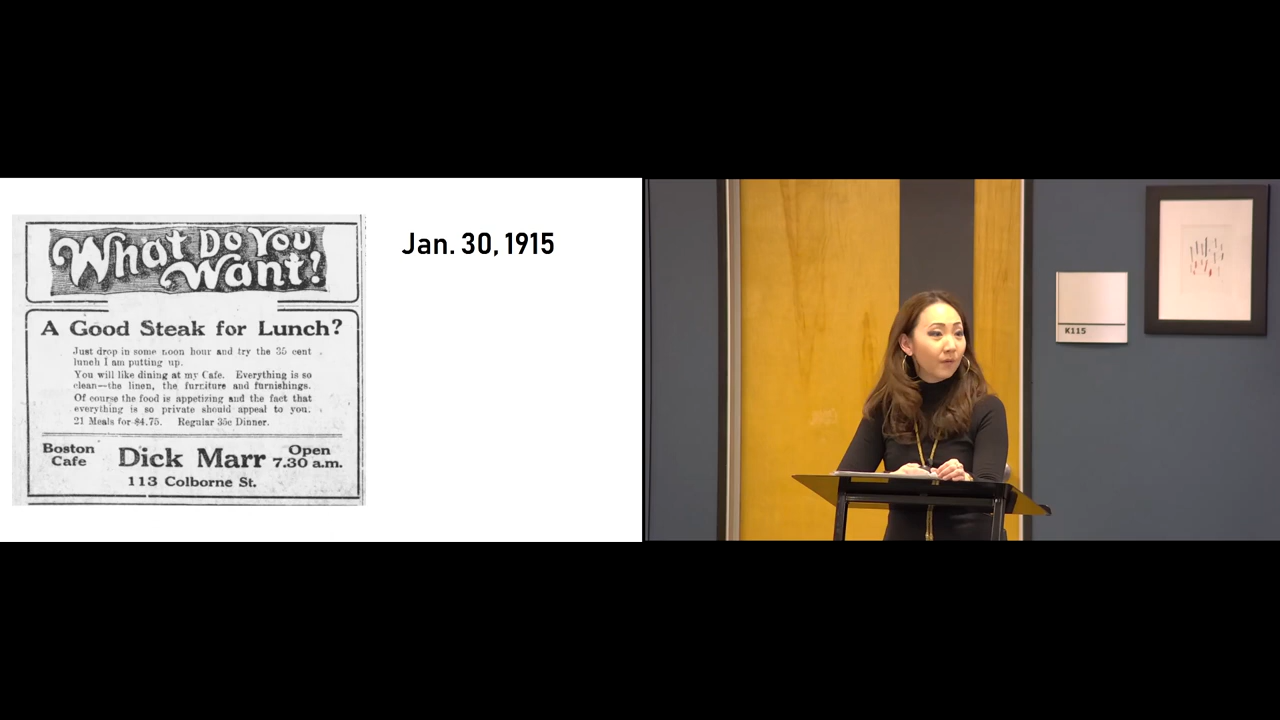 What Do You
Want!
A Good Steak for Lunch?
Just drop in some noon hour and try the 35 cent
lunch I am putting up.
You will like dining at my Cafe. Everything is so
clean—the linen, the furniture and furnishings.
Of course the food is appetizing and the fact that
everything is so private should appeal to you.
21 Meals for $4.75. Regular 35c Dinner.
Boston
Cafe
Dick Marr
Open
7.30 a.m.
113 Colborne St.
Jan. 30, 1915
K115